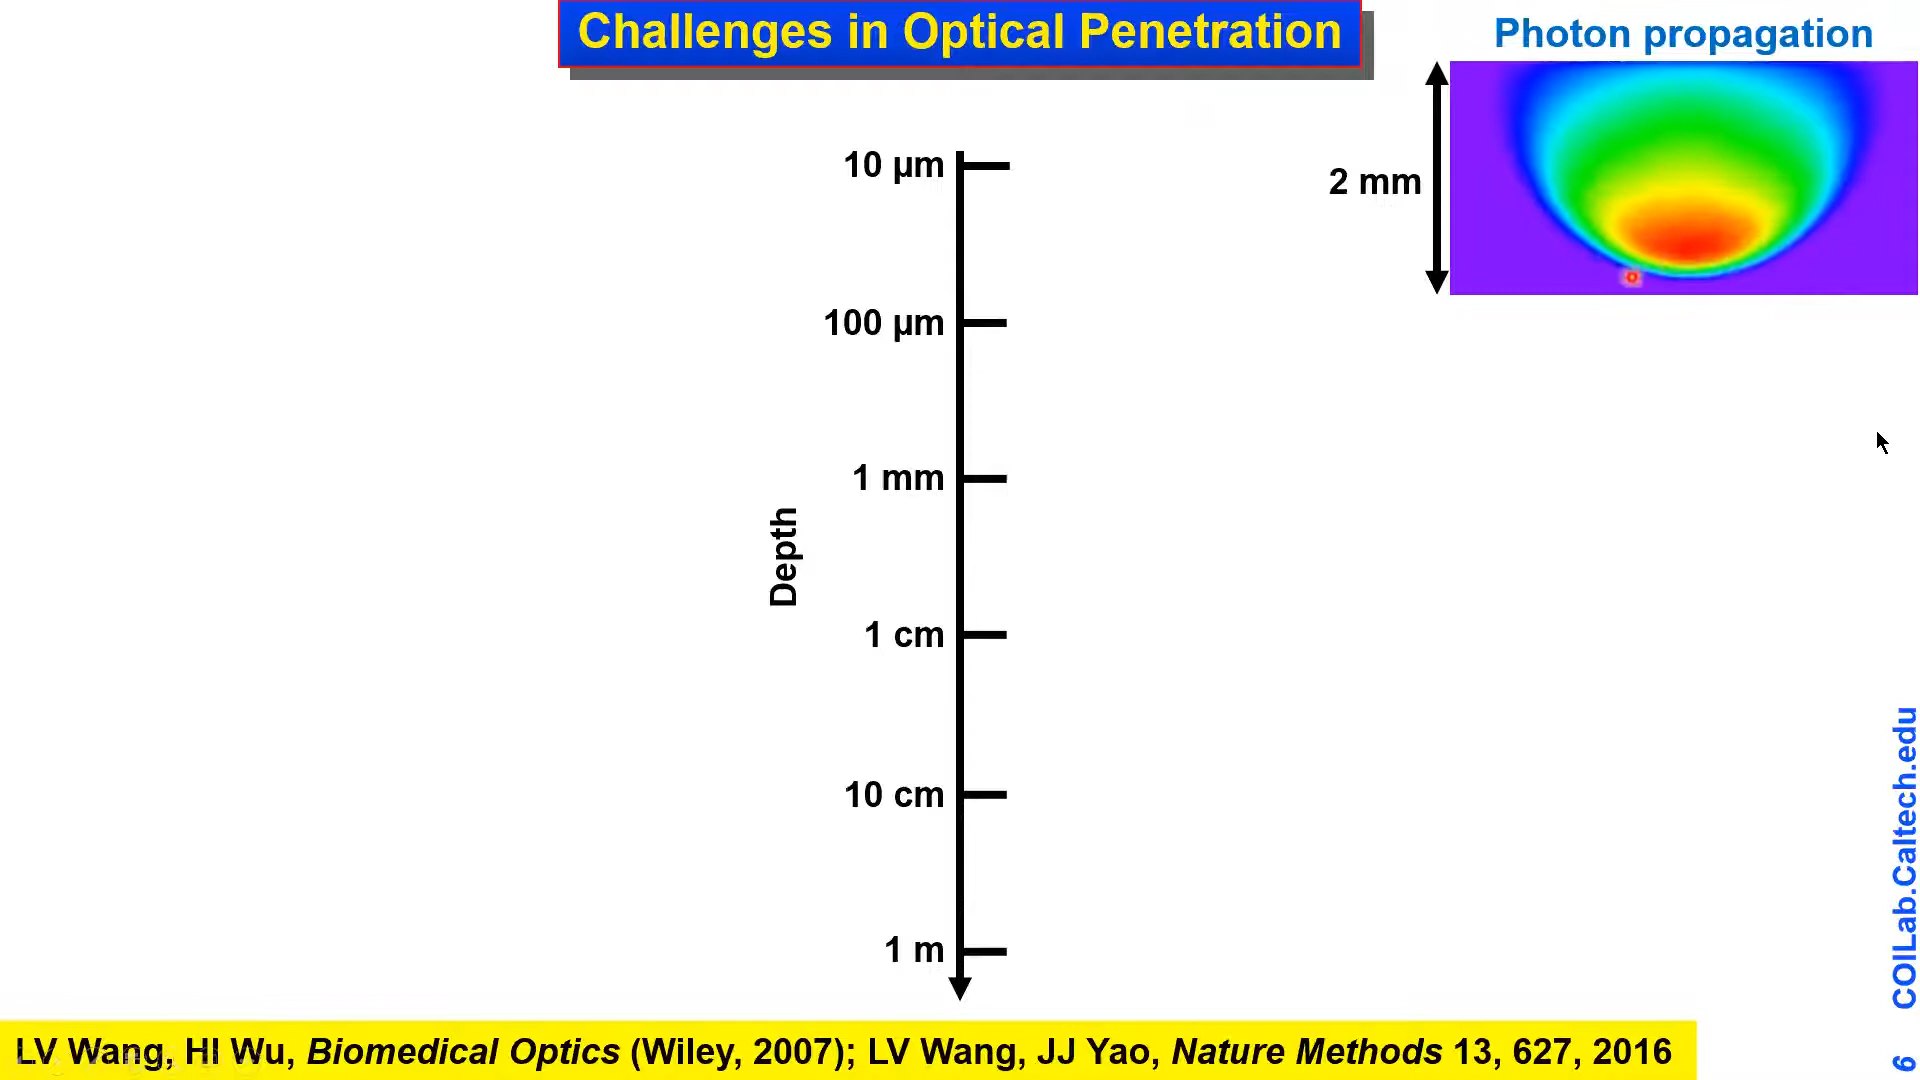 Challenges in Optical Penetration
Photon propagation
2 mm
10 µm
100 µm
1 mm
Depth
1 cm
10 cm
1 m
COILab.Caltech.edu
6
LV Wang, HI Wu, Biomedical Optics (Wiley, 2007); LV Wang, JJ Yao, Nature Methods 13, 627, 2016